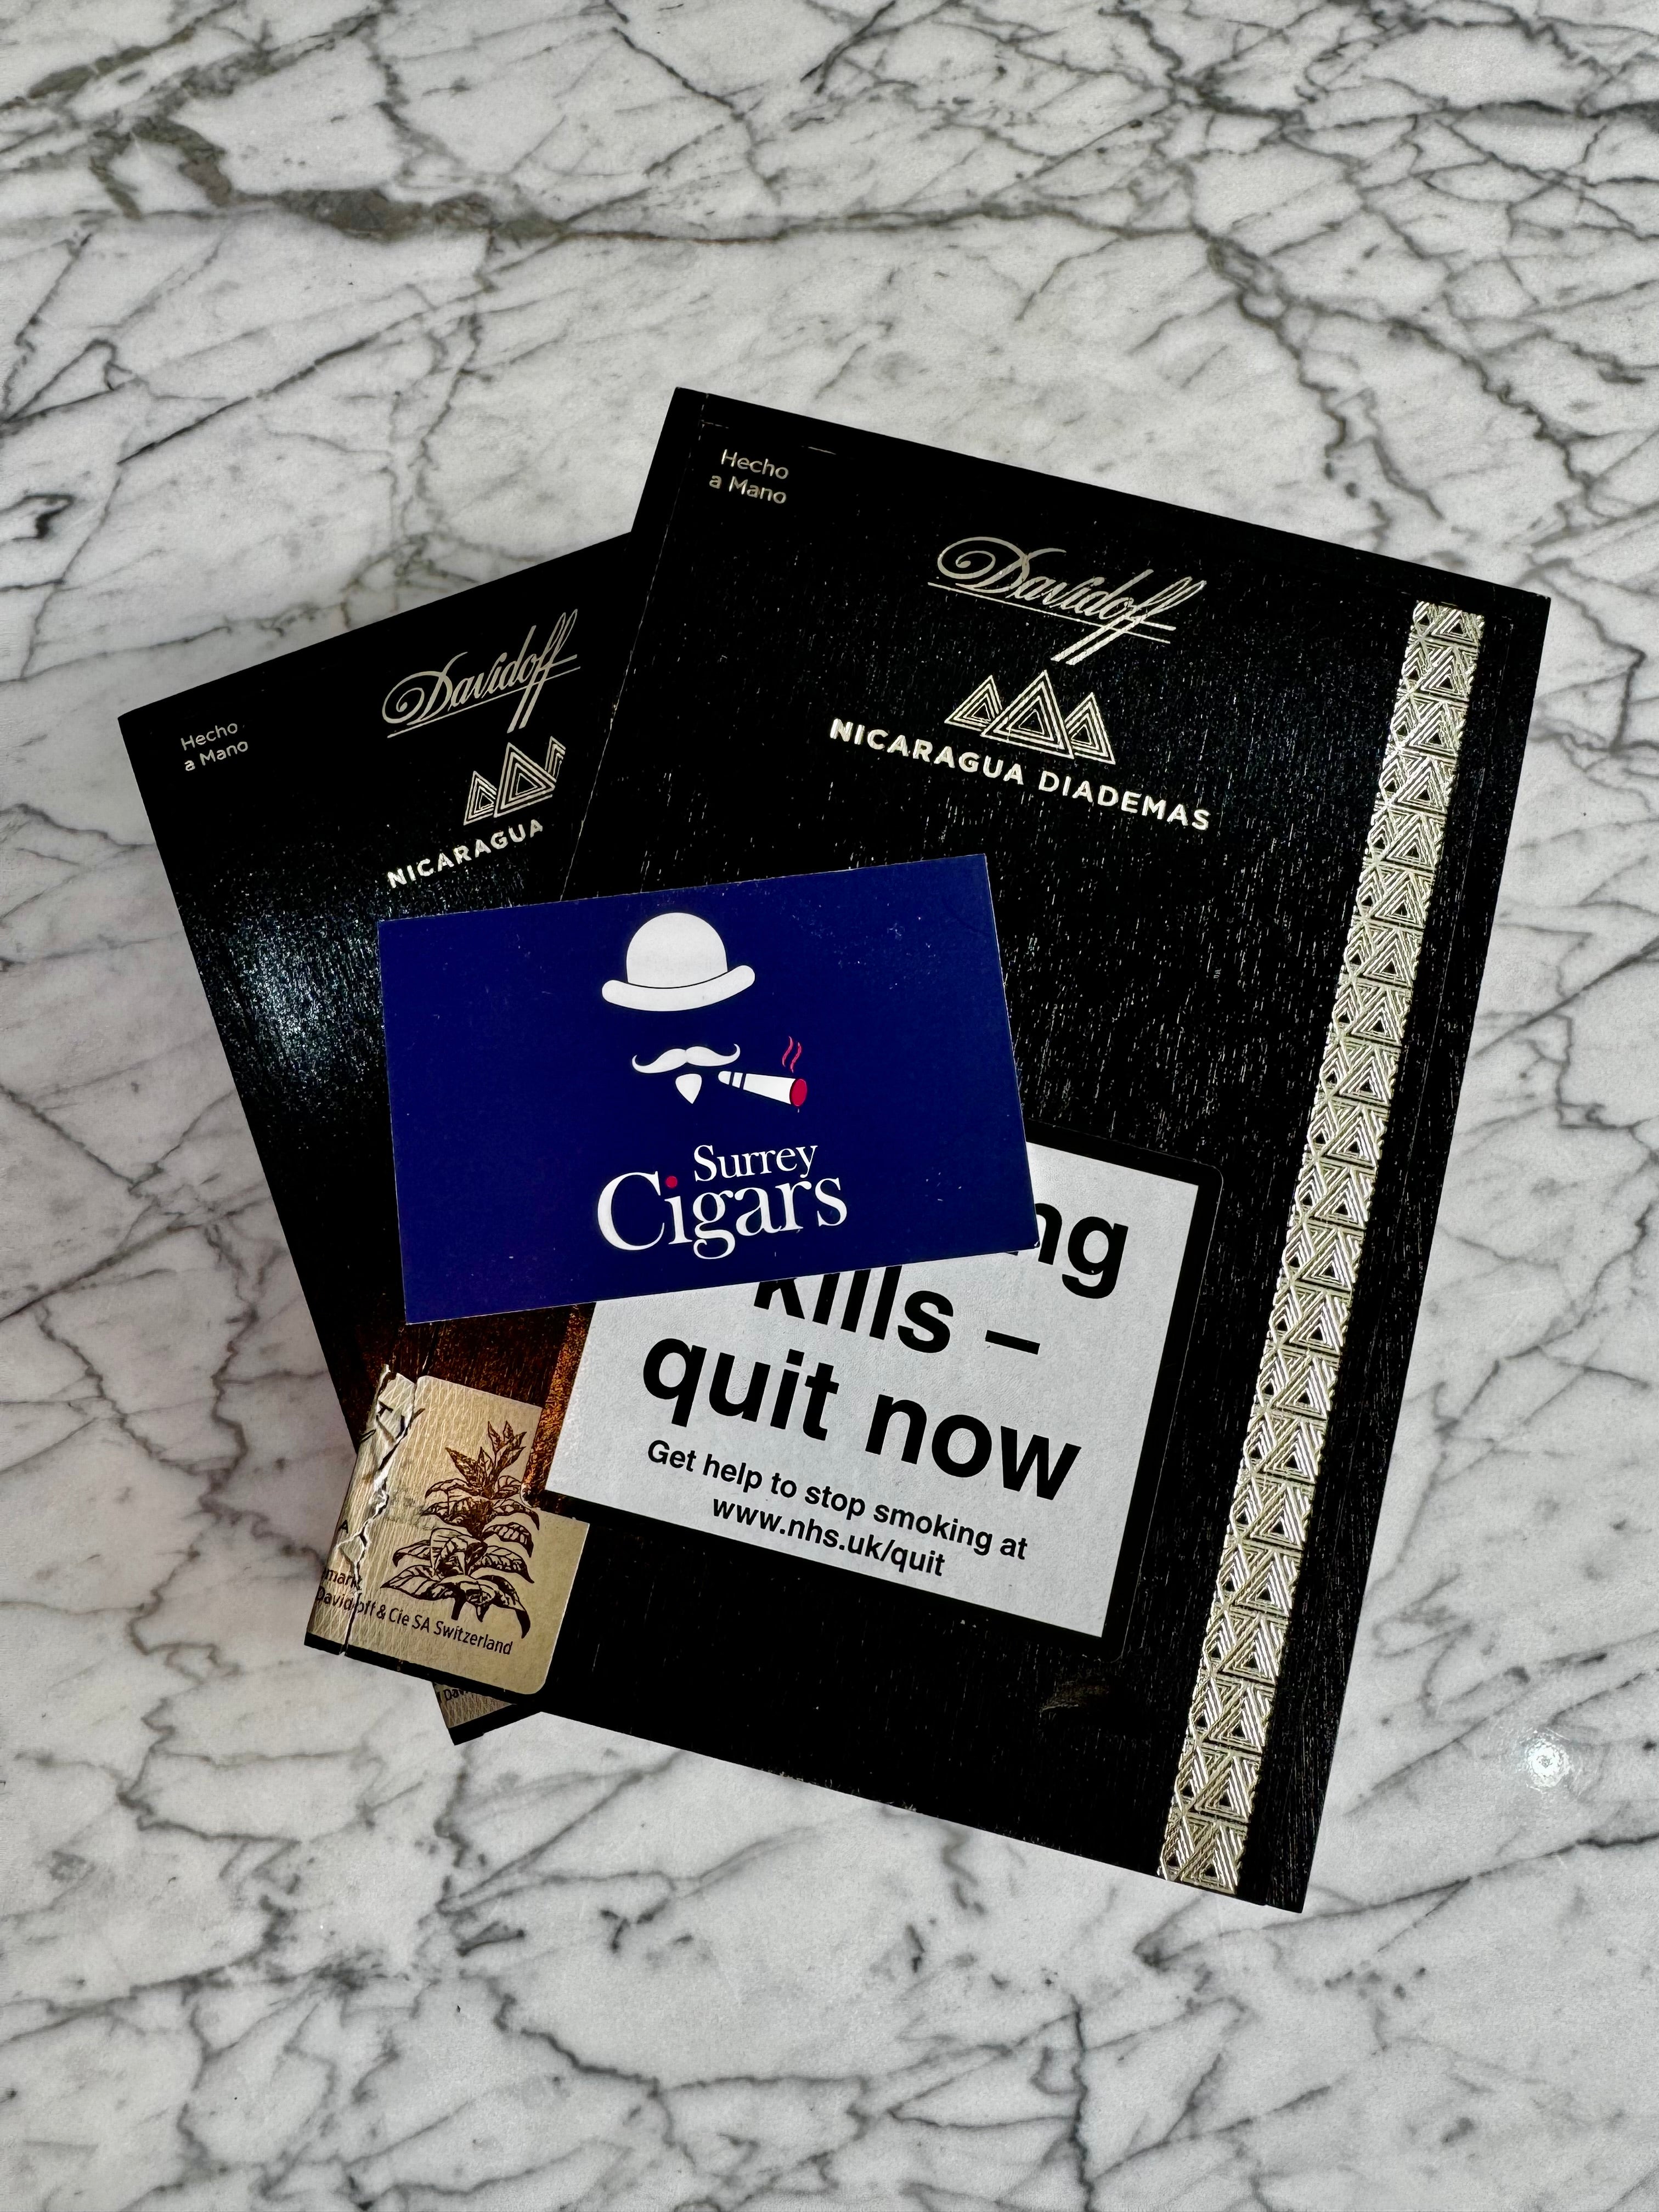 Hecho
a Mano
Davidoff
NICARAGUA DIADEMAS
Hecho
a Mano
Davidoff
NICARAGUA
Surrey
Cigars
ng
kills –
quit now
Get help to stop smoking at
www.nhs.uk/quit
Davidoff & Cie SA Switzerland